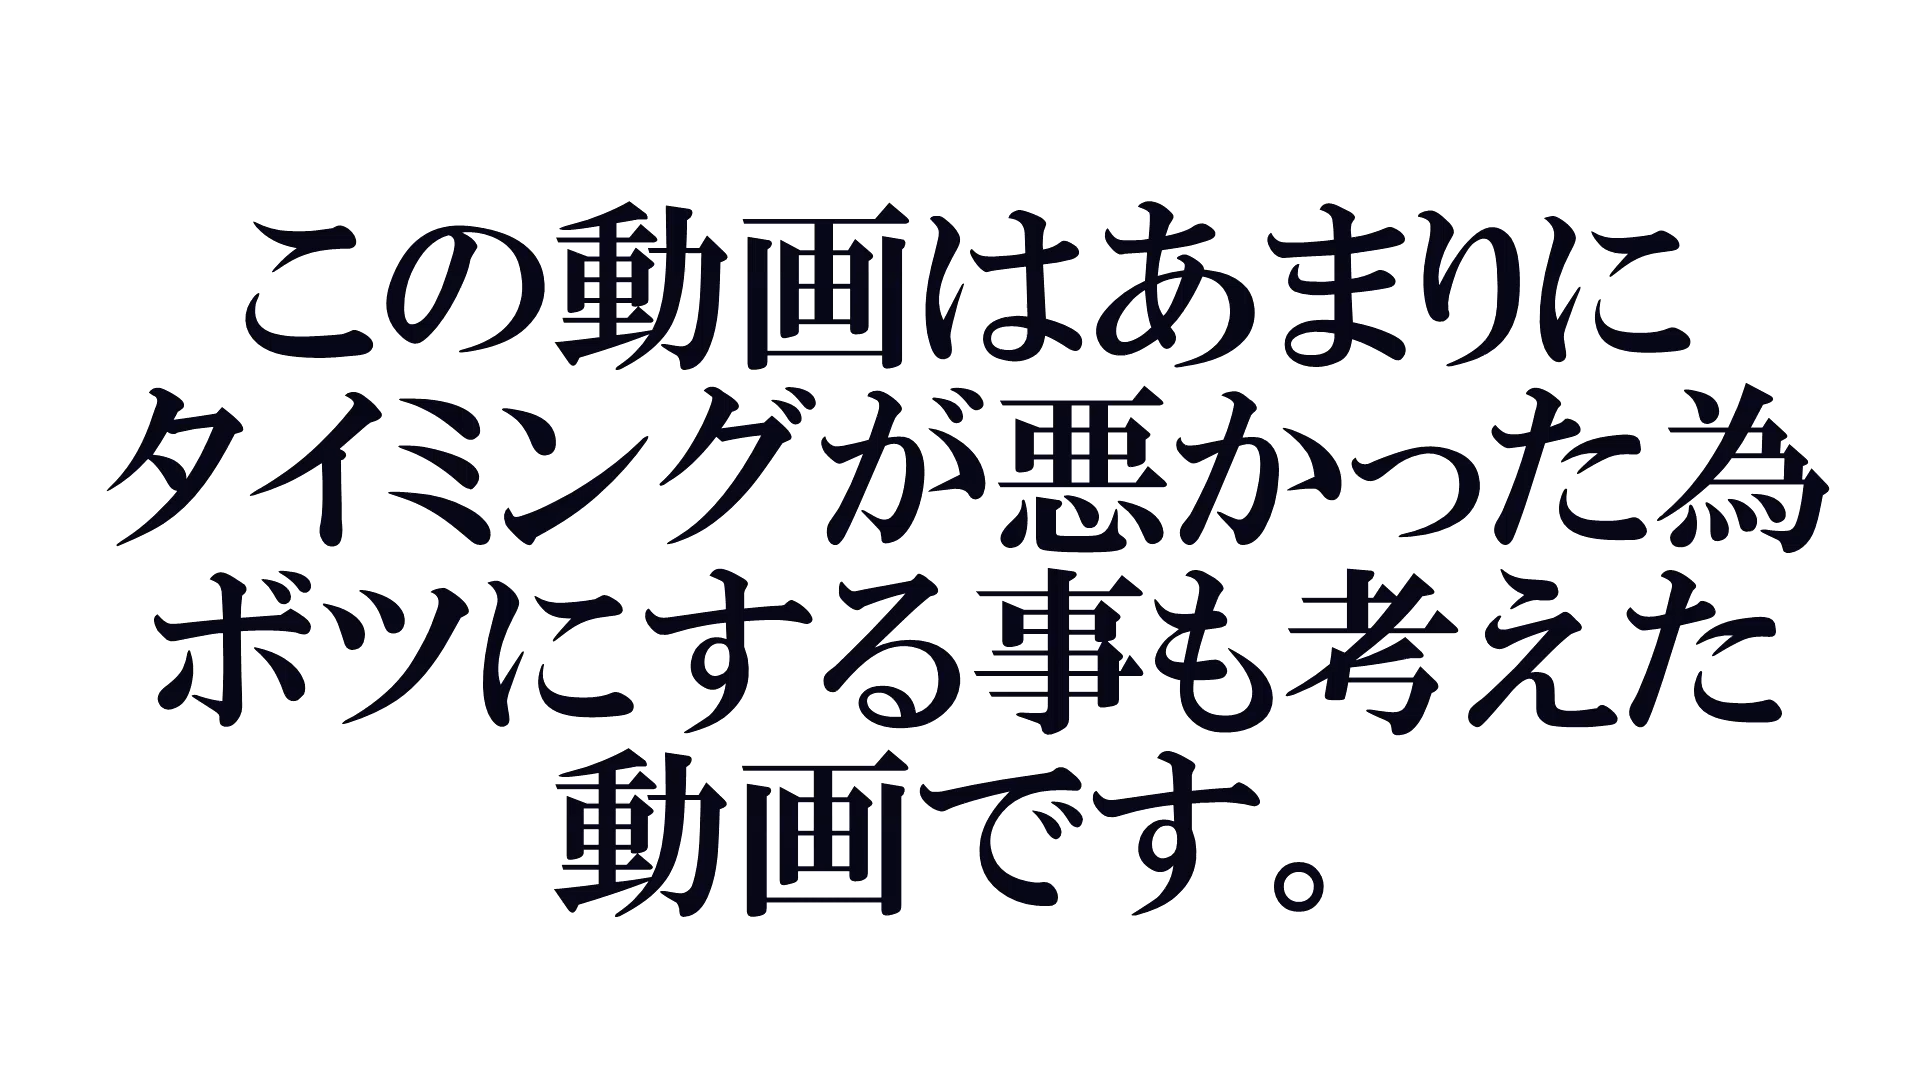 この動画はあまりに
タイミングが悪かった為
ボツにする事も考えた
動画です。